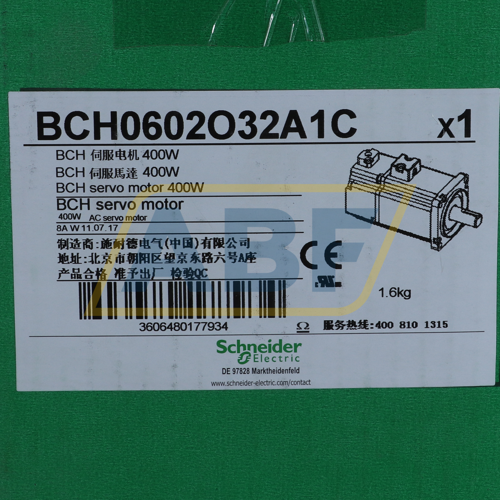 BCH0602O32A1C x1
BCH 伺服电机 400W
BCH 伺服馬達 400W
BCH servo motor 400W
BCH servo motor
400W AC servo motor
8A W 11.07.17
制造商: 施耐德电气(中国)有限公司
地址: 北京市朝阳区望京东路六号A座
产品合格 准予出厂 检验QC
CE
1.6kg
ABF
3606480177934
服务热线: 400 810 1315
Schneider
Electric
DE 97828 Marktheidenfeld
www.schneider-electric.com/recycling